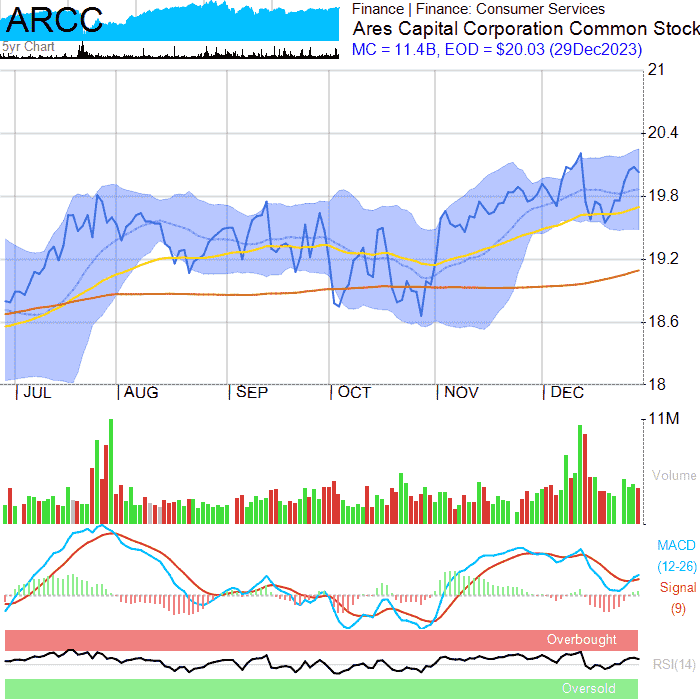 ARCC
5yr Chart
Finance | Finance: Consumer Services
Ares Capital Corporation Common Stock
MC = 11.4B, EOD = $20.03 (29Dec2023)
21
20.4
19.8
19.2
18.6
18
JUL AUG SEP OCT NOV DEC
11M
Volume
MACD
(12-26)
Signal
(9)
Overbought
RSI(14)
Oversold